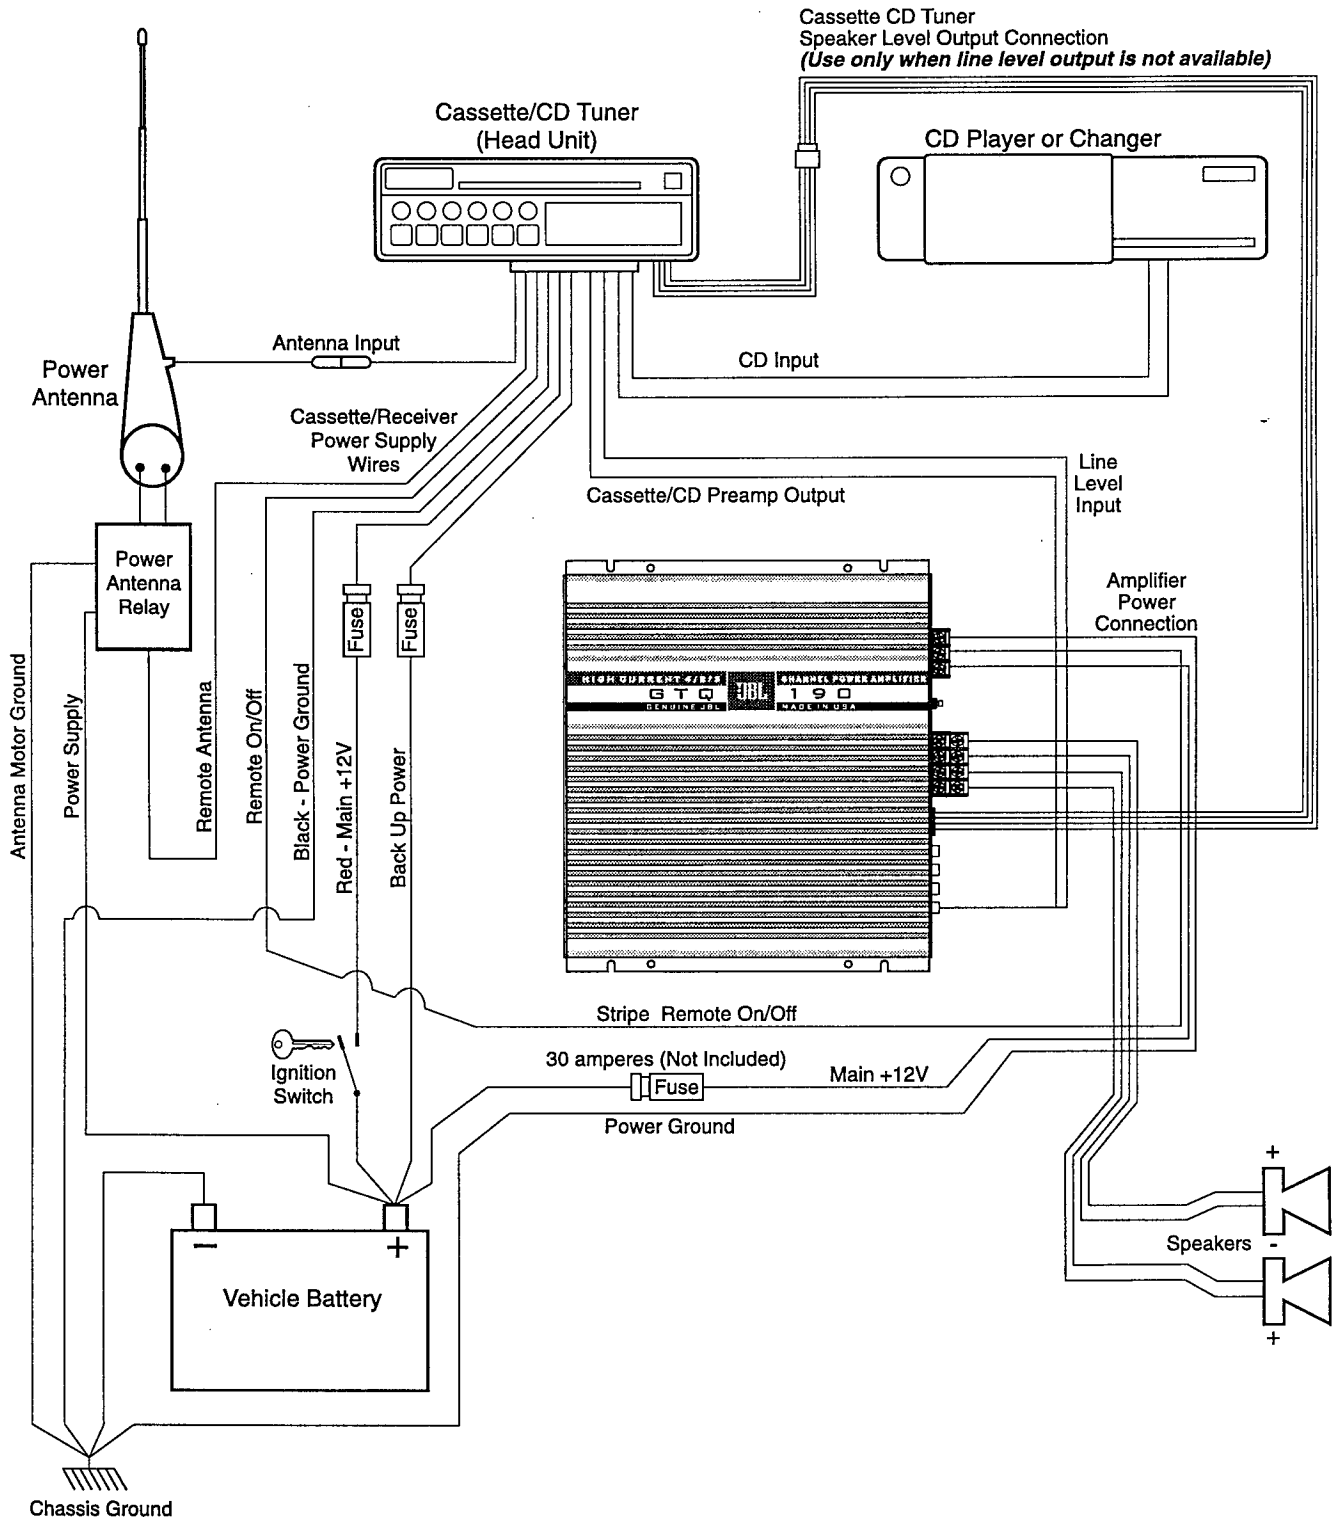 Cassette CD Tuner
Speaker Level Output Connection
(Use only when line level output is not available)
Cassette/CD Tuner
(Head Unit)
CD Player or Changer
Antenna Input
CD Input
Power
Antenna
Cassette/Receiver
Power Supply
Wires
Cassette/CD Preamp Output
Line
Level
Input
Power
Antenna
Relay
Fuse
Fuse
Amplifier
Power
Connection
Antenna Motor Ground
Power Supply
Remote Antenna
Remote On/Off
Black - Power Ground
Red - Main +12V
Back Up Power
CHANNEL POWER AMPLIFIER
GTQ JBL 190
GENUINE JBL MADE IN USA
Stripe Remote On/Off
Ignition
Switch
30 amperes (Not Included)
Fuse
Main +12V
Power Ground
+
Speakers -
+
− +
Vehicle Battery
Chassis Ground